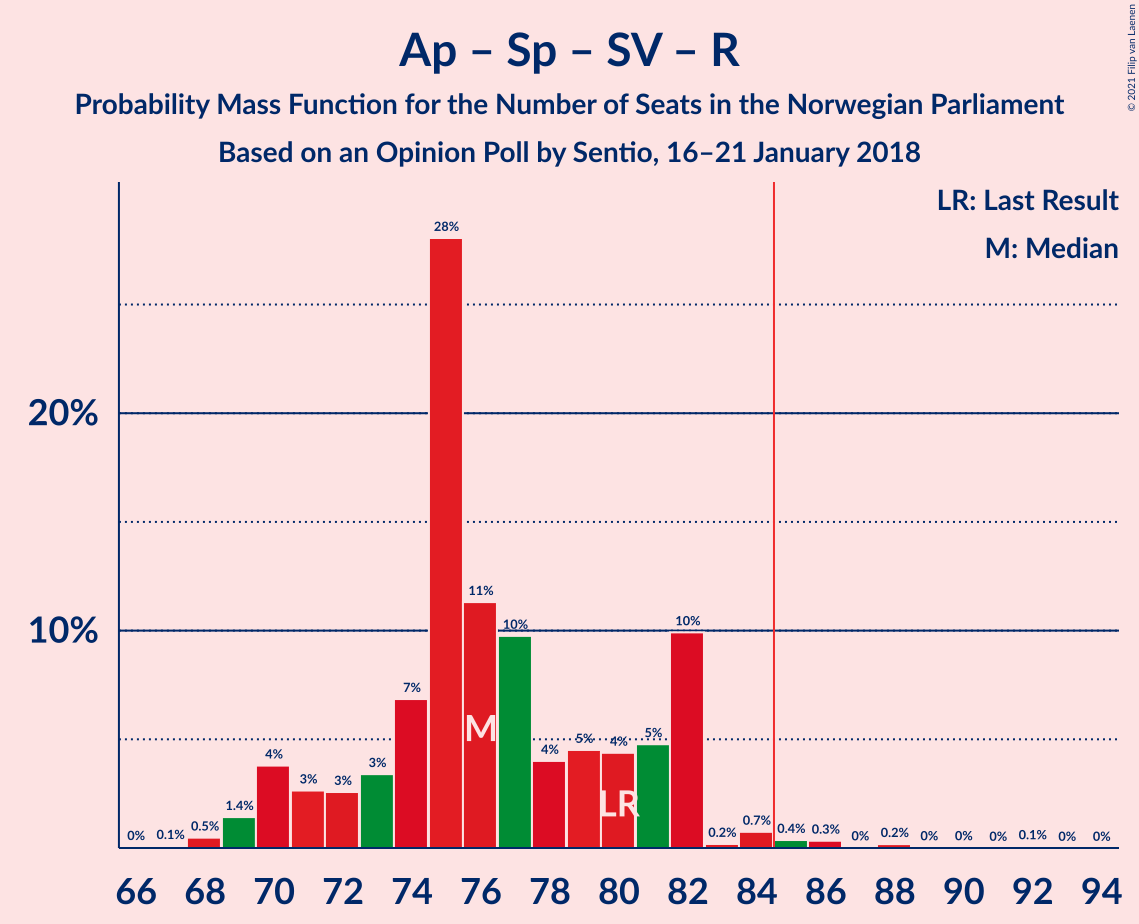 Ap – Sp – SV – R
Probability Mass Function for the Number of Seats in the Norwegian Parliament
Based on an Opinion Poll by Sentio, 16–21 January 2018
© 2021 Filip van Laenen
LR: Last Result
M: Median
20%
10%
0% 0.1% 0.5% 1.4% 4% 3% 3% 3% 7% 28% 11% 10% 4% 5% 4% 5% 10% 0.2% 0.7% 0.4% 0.3% 0% 0.2% 0% 0% 0% 0.1% 0% 0%
M
LR
66 68 70 72 74 76 78 80 82 84 86 88 90 92 94